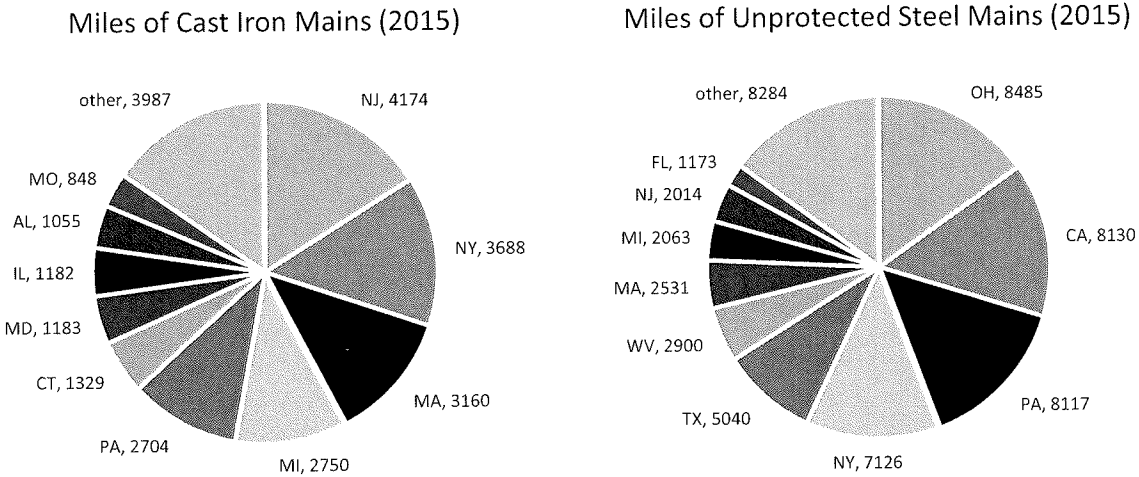 Miles of Cast Iron Mains (2015)
other, 3987
NJ, 4174
MO, 848
AL, 1055
NY, 3688
IL, 1182
MD, 1183
CT, 1329
MA, 3160
PA, 2704
MI, 2750
Miles of Unprotected Steel Mains (2015)
other, 8284
OH, 8485
FL, 1173
NJ, 2014
CA, 8130
MI, 2063
MA, 2531
WV, 2900
PA, 8117
TX, 5040
NY, 7126